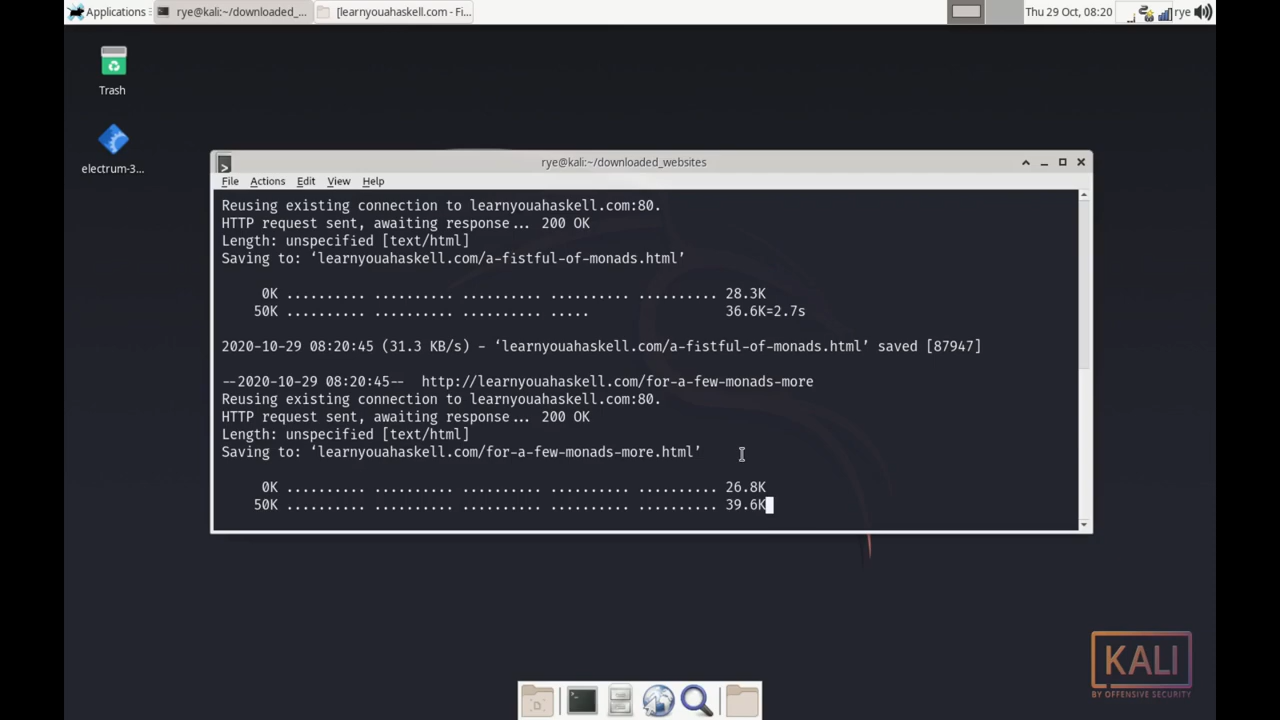 Applications
rye@kali:~/downloaded_...
[learnyouahaskell.com - Fi...
Thu 29 Oct, 08:20
rye
Trash
electrum-3...
rye@kali:~/downloaded_websites
File Actions Edit View Help
Reusing existing connection to learnyouahaskell.com:80.
HTTP request sent, awaiting response... 200 OK
Length: unspecified [text/html]
Saving to: ‘learnyouahaskell.com/a-fistful-of-monads.html’
0K .......... .......... .......... .......... .......... 28.3K
50K .......... .......... .......... ..... 36.6K=2.7s
2020-10-29 08:20:45 (31.3 KB/s) - ‘learnyouahaskell.com/a-fistful-of-monads.html’ saved [87947]
--2020-10-29 08:20:45-- http://learnyouahaskell.com/for-a-few-monads-more
Reusing existing connection to learnyouahaskell.com:80.
HTTP request sent, awaiting response... 200 OK
Length: unspecified [text/html]
Saving to: ‘learnyouahaskell.com/for-a-few-monads-more.html’
0K .......... .......... .......... .......... .......... 26.8K
50K .......... .......... .......... .......... .......... 39.6K
KALI
BY OFFENSIVE SECURITY